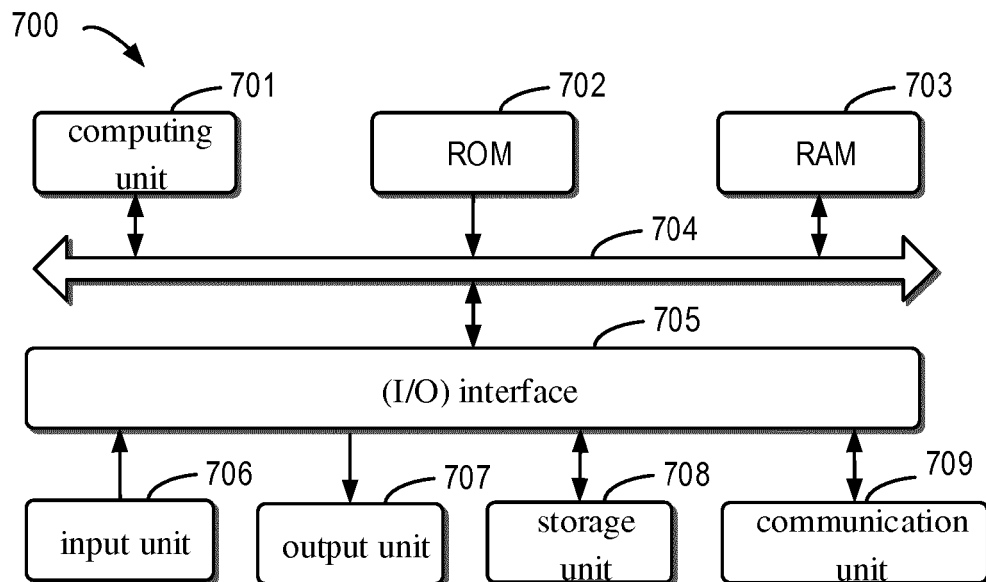 700
701
702
703
computing
unit
ROM
RAM
704
705
(I/O) interface
706
707
708
709
input unit
output unit
storage
unit
communication
unit